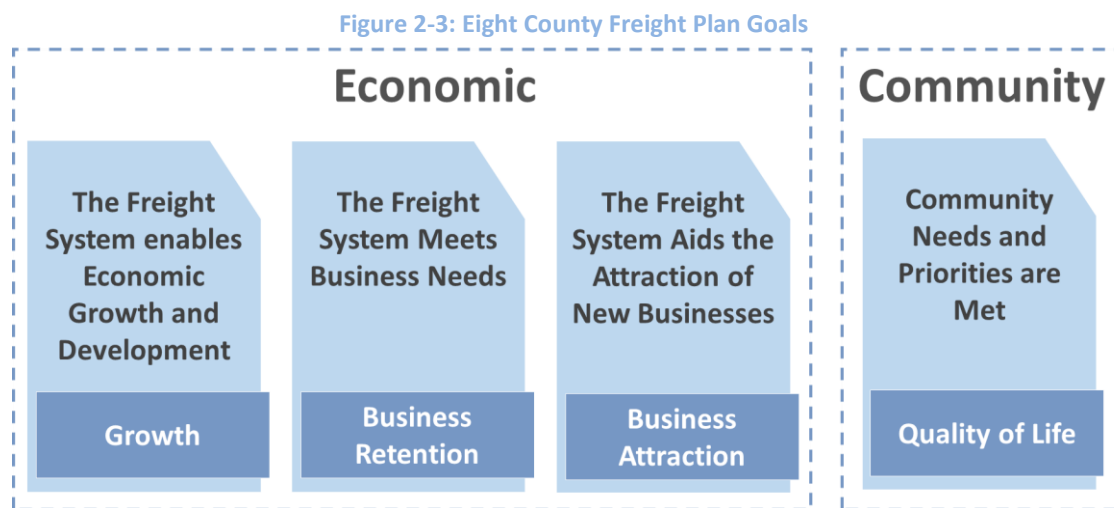 Figure 2-3: Eight County Freight Plan Goals
Economic
The Freight
System enables
Economic
Growth and
Development
Growth
The Freight
System Meets
Business Needs
Business
Retention
The Freight
System Aids the
Attraction of
New Businesses
Business
Attraction
Community
Community
Needs and
Priorities are
Met
Quality of Life